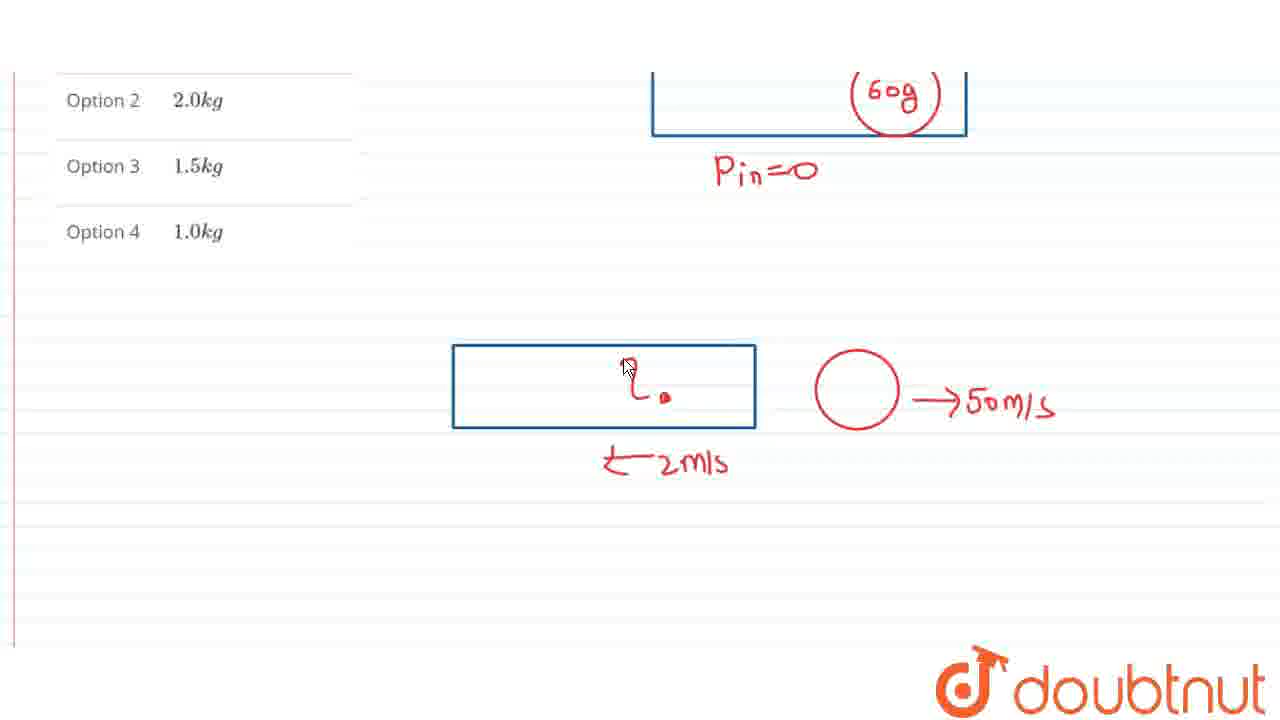 60g
Option 2 2.0kg
Option 3 1.5kg
Pin=0
Option 4 1.0kg
?
→50m/s
←2m/s
doubtnut